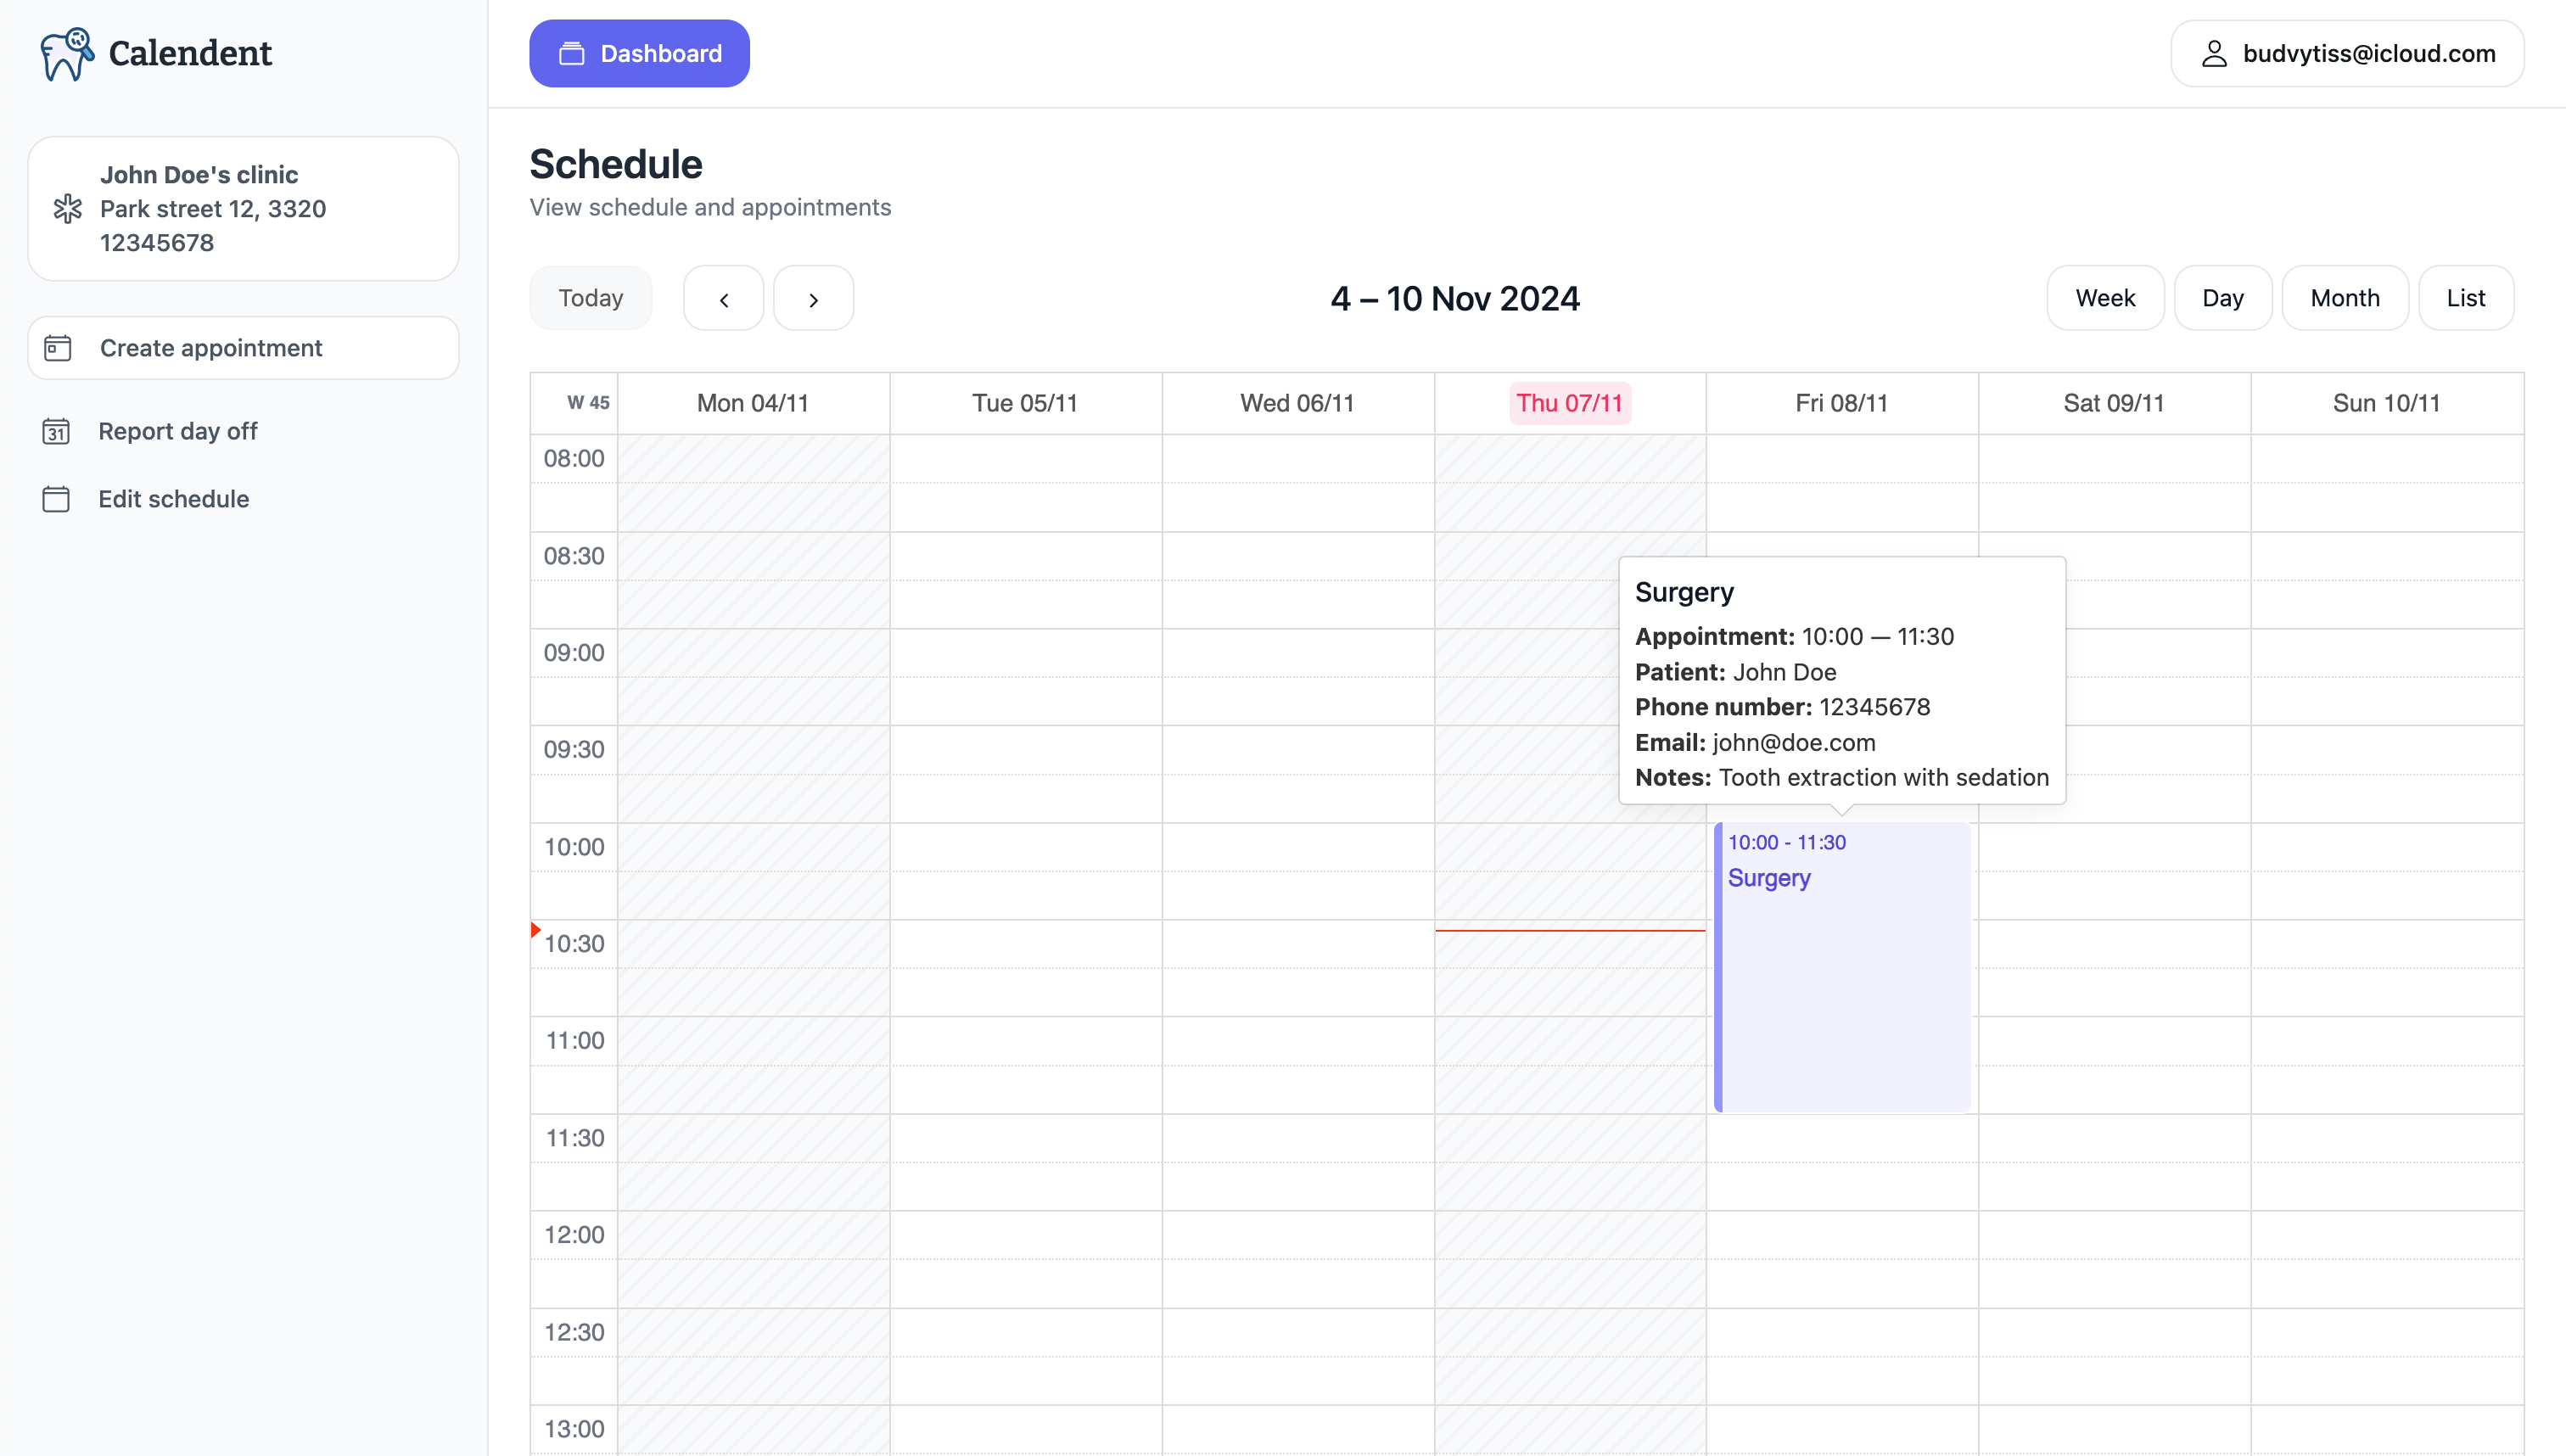 Calendent
Dashboard
budvytiss@icloud.com
John Doe's clinic
Park street 12, 3320
12345678
Create appointment
31
Report day off
Edit schedule
Schedule
View schedule and appointments
Today
4 – 10 Nov 2024
Week
Day
Month
List
W 45
Mon 04/11
Tue 05/11
Wed 06/11
Thu 07/11
Fri 08/11
Sat 09/11
Sun 10/11
08:00
08:30
09:00
09:30
10:00
10:30
11:00
11:30
12:00
12:30
13:00
Surgery
Appointment: 10:00 — 11:30
Patient: John Doe
Phone number: 12345678
Email: john@doe.com
Notes: Tooth extraction with sedation
10:00 - 11:30
Surgery